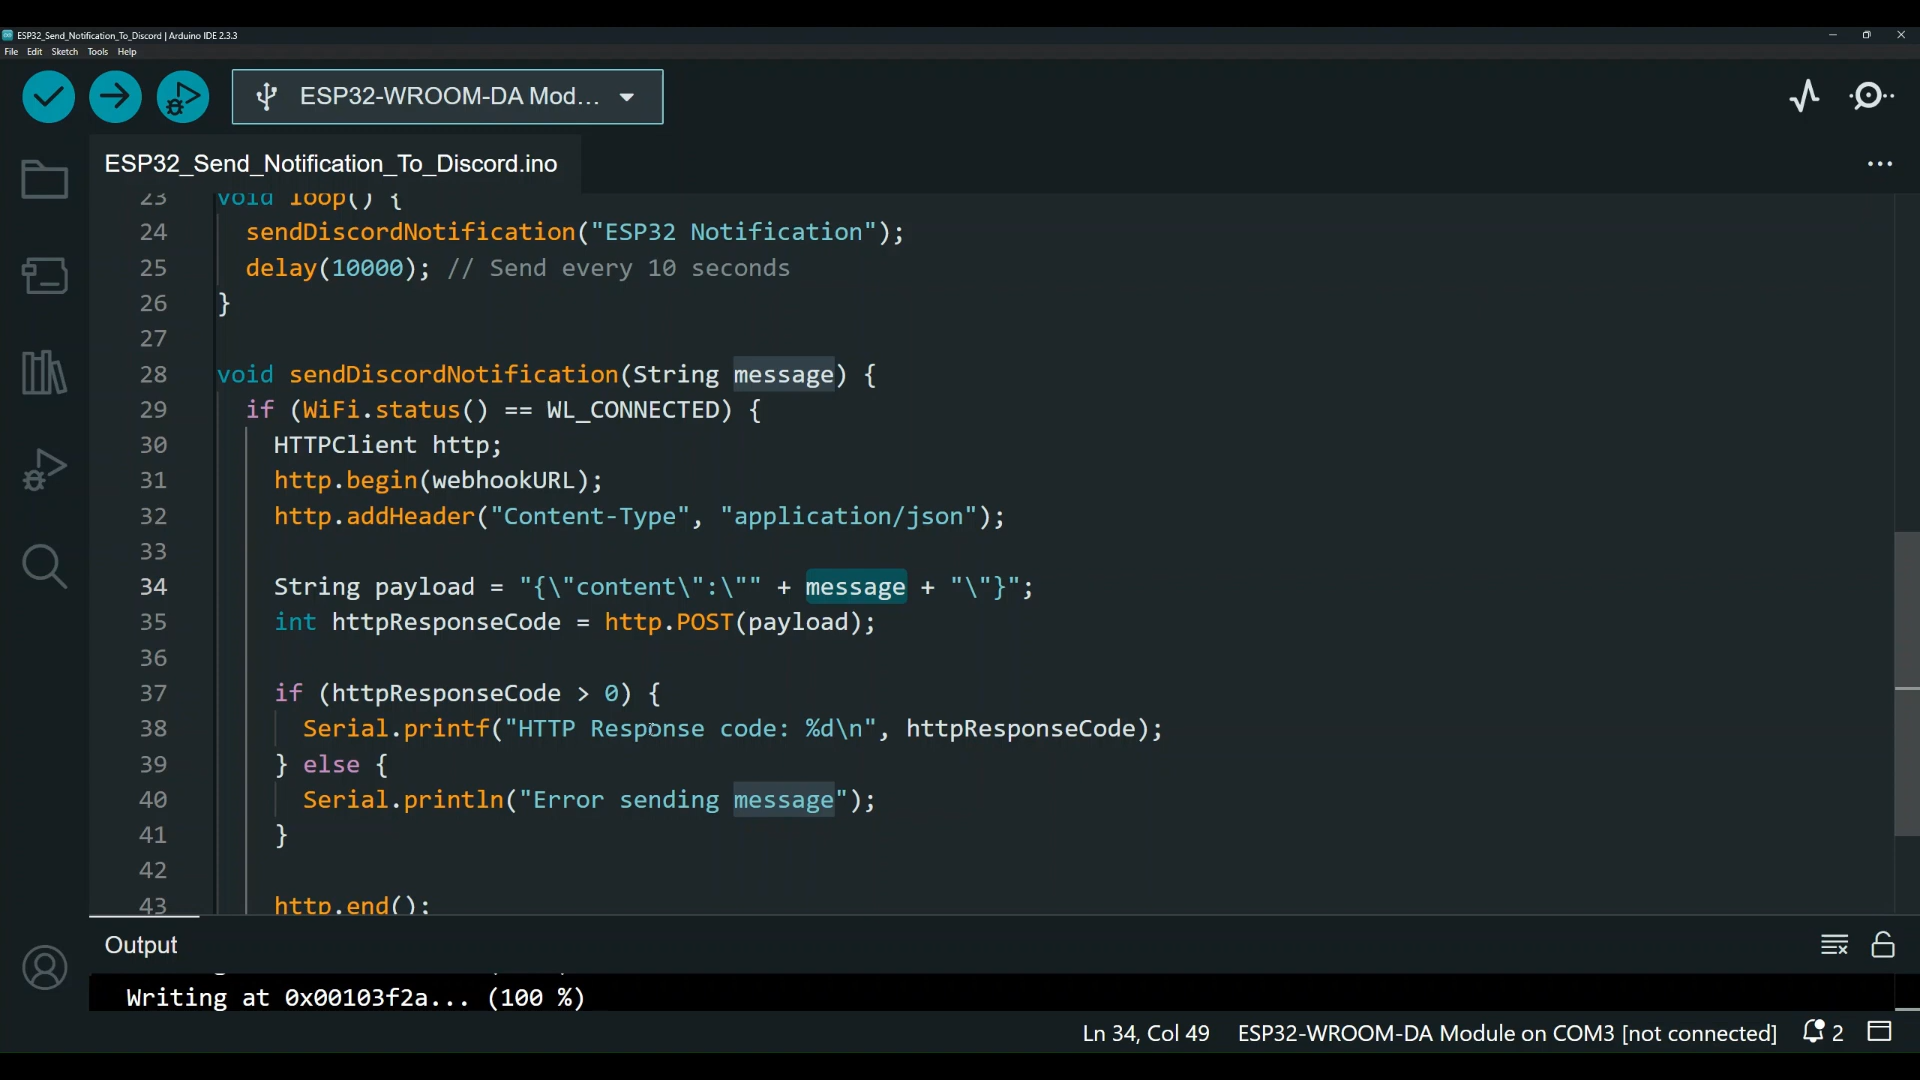 ESP32_Send_Notification_To_Discord | Arduino IDE 2.3.3
File Edit Sketch Tools Help
ESP32-WROOM-DA Mod...
ESP32_Send_Notification_To_Discord.ino
23 void loop() {
24 sendDiscordNotification("ESP32 Notification");
25 delay(10000); // Send every 10 seconds
26 }
27
28 void sendDiscordNotification(String message) {
29 if (WiFi.status() == WL_CONNECTED) {
30 HTTPClient http;
31 http.begin(webhookURL);
32 http.addHeader("Content-Type", "application/json");
33
34 String payload = "{\"content\":\"" + message + "\"}";
35 int httpResponseCode = http.POST(payload);
36
37 if (httpResponseCode > 0) {
38 Serial.printf("HTTP Response code: %d\n", httpResponseCode);
39 } else {
40 Serial.println("Error sending message");
41 }
42
43 http.end();
Output
Writing at 0x00103f2a... (100 %)
Ln 34, Col 49 ESP32-WROOM-DA Module on COM3 [not connected] 2